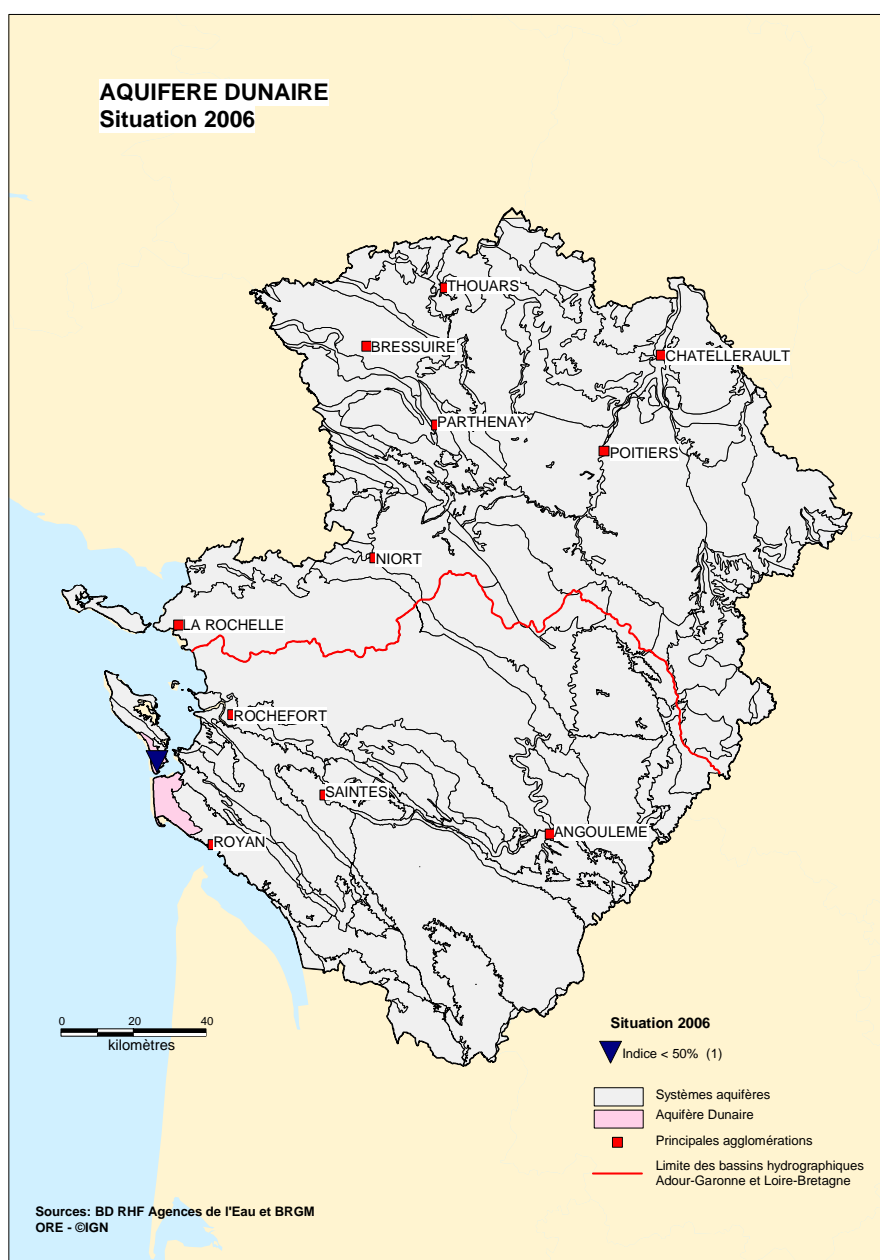 AQUIFERE DUNAIRE
Situation 2006
THOUARS
BRESSUIRE
CHATELLERAULT
PARTHENAY
POITIERS
NIORT
LA ROCHELLE
ROCHEFORT
SAINTES
ANGOULEME
ROYAN
0 20 40
kilomètres
Situation 2006
Indice < 50% (1)
Systèmes aquifères
Aquifère Dunaire
Principales agglomérations
Limite des bassins hydrographiques
Adour-Garonne et Loire-Bretagne
Sources: BD RHF Agences de l'Eau et BRGM
ORE - ©IGN